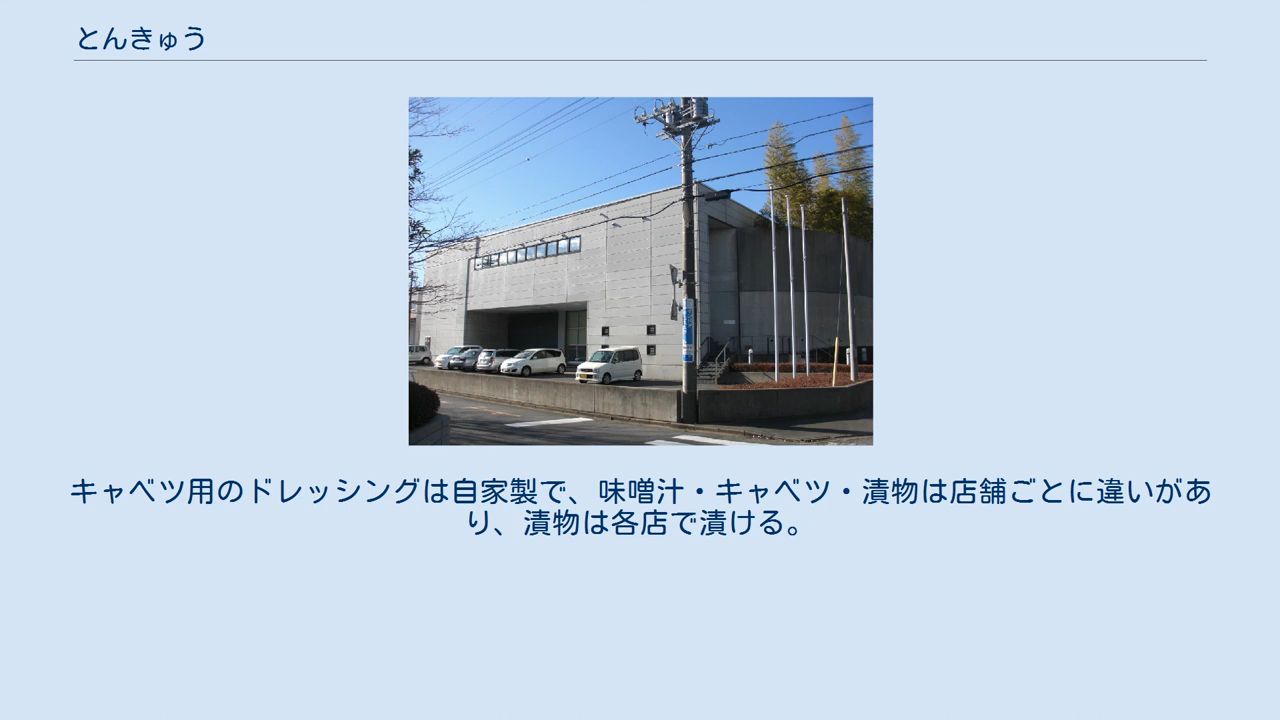 とんきゅう
キャベツ用のドレッシングは自家製で、味噌汁・キャベツ・漬物は店舗ごとに違いがあ
り、漬物は各店で漬ける。